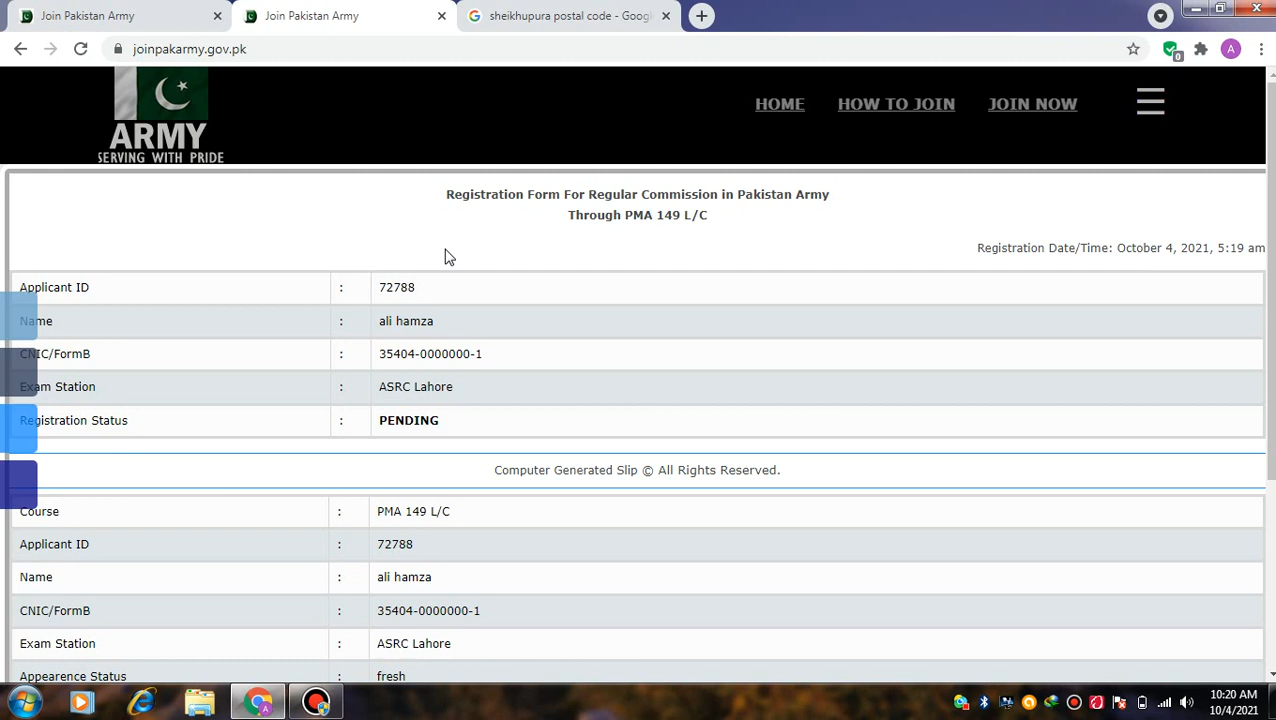 Join Pakistan Army
Join Pakistan Army
sheikhupura postal code - Goog
joinpakarmy.gov.pk
0
A
ARMY
SERVING WITH PRIDE
HOME
HOW TO JOIN
JOIN NOW
Registration Form For Regular Commission in Pakistan Army
Through PMA 149 L/C
Registration Date/Time: October 4, 2021, 5:19 am
Applicant ID : 72788
Name : ali hamza
CNIC/FormB : 35404-0000000-1
Exam Station : ASRC Lahore
Registration Status : PENDING
Computer Generated Slip © All Rights Reserved.
Course : PMA 149 L/C
Applicant ID : 72788
Name : ali hamza
CNIC/FormB : 35404-0000000-1
Exam Station : ASRC Lahore
Appearence Status : fresh
10:20 AM
10/4/2021